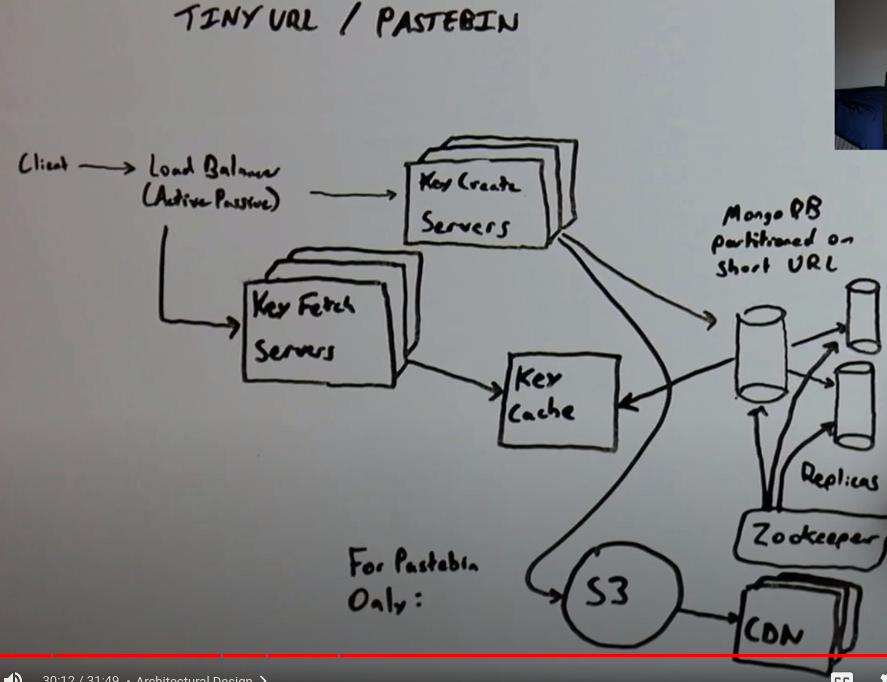 TINY URL / PASTEBIN
Client
Load Balancer
(Active Passive)
Key Create
Servers
Mongo DB
partitioned on
short URL
Key Fetch
Servers
Key
Cache
Replicas
Zookeeper
For Pastebin
Only:
S3
CDN
30:12 / 31:49 • Architectural Design >
CC